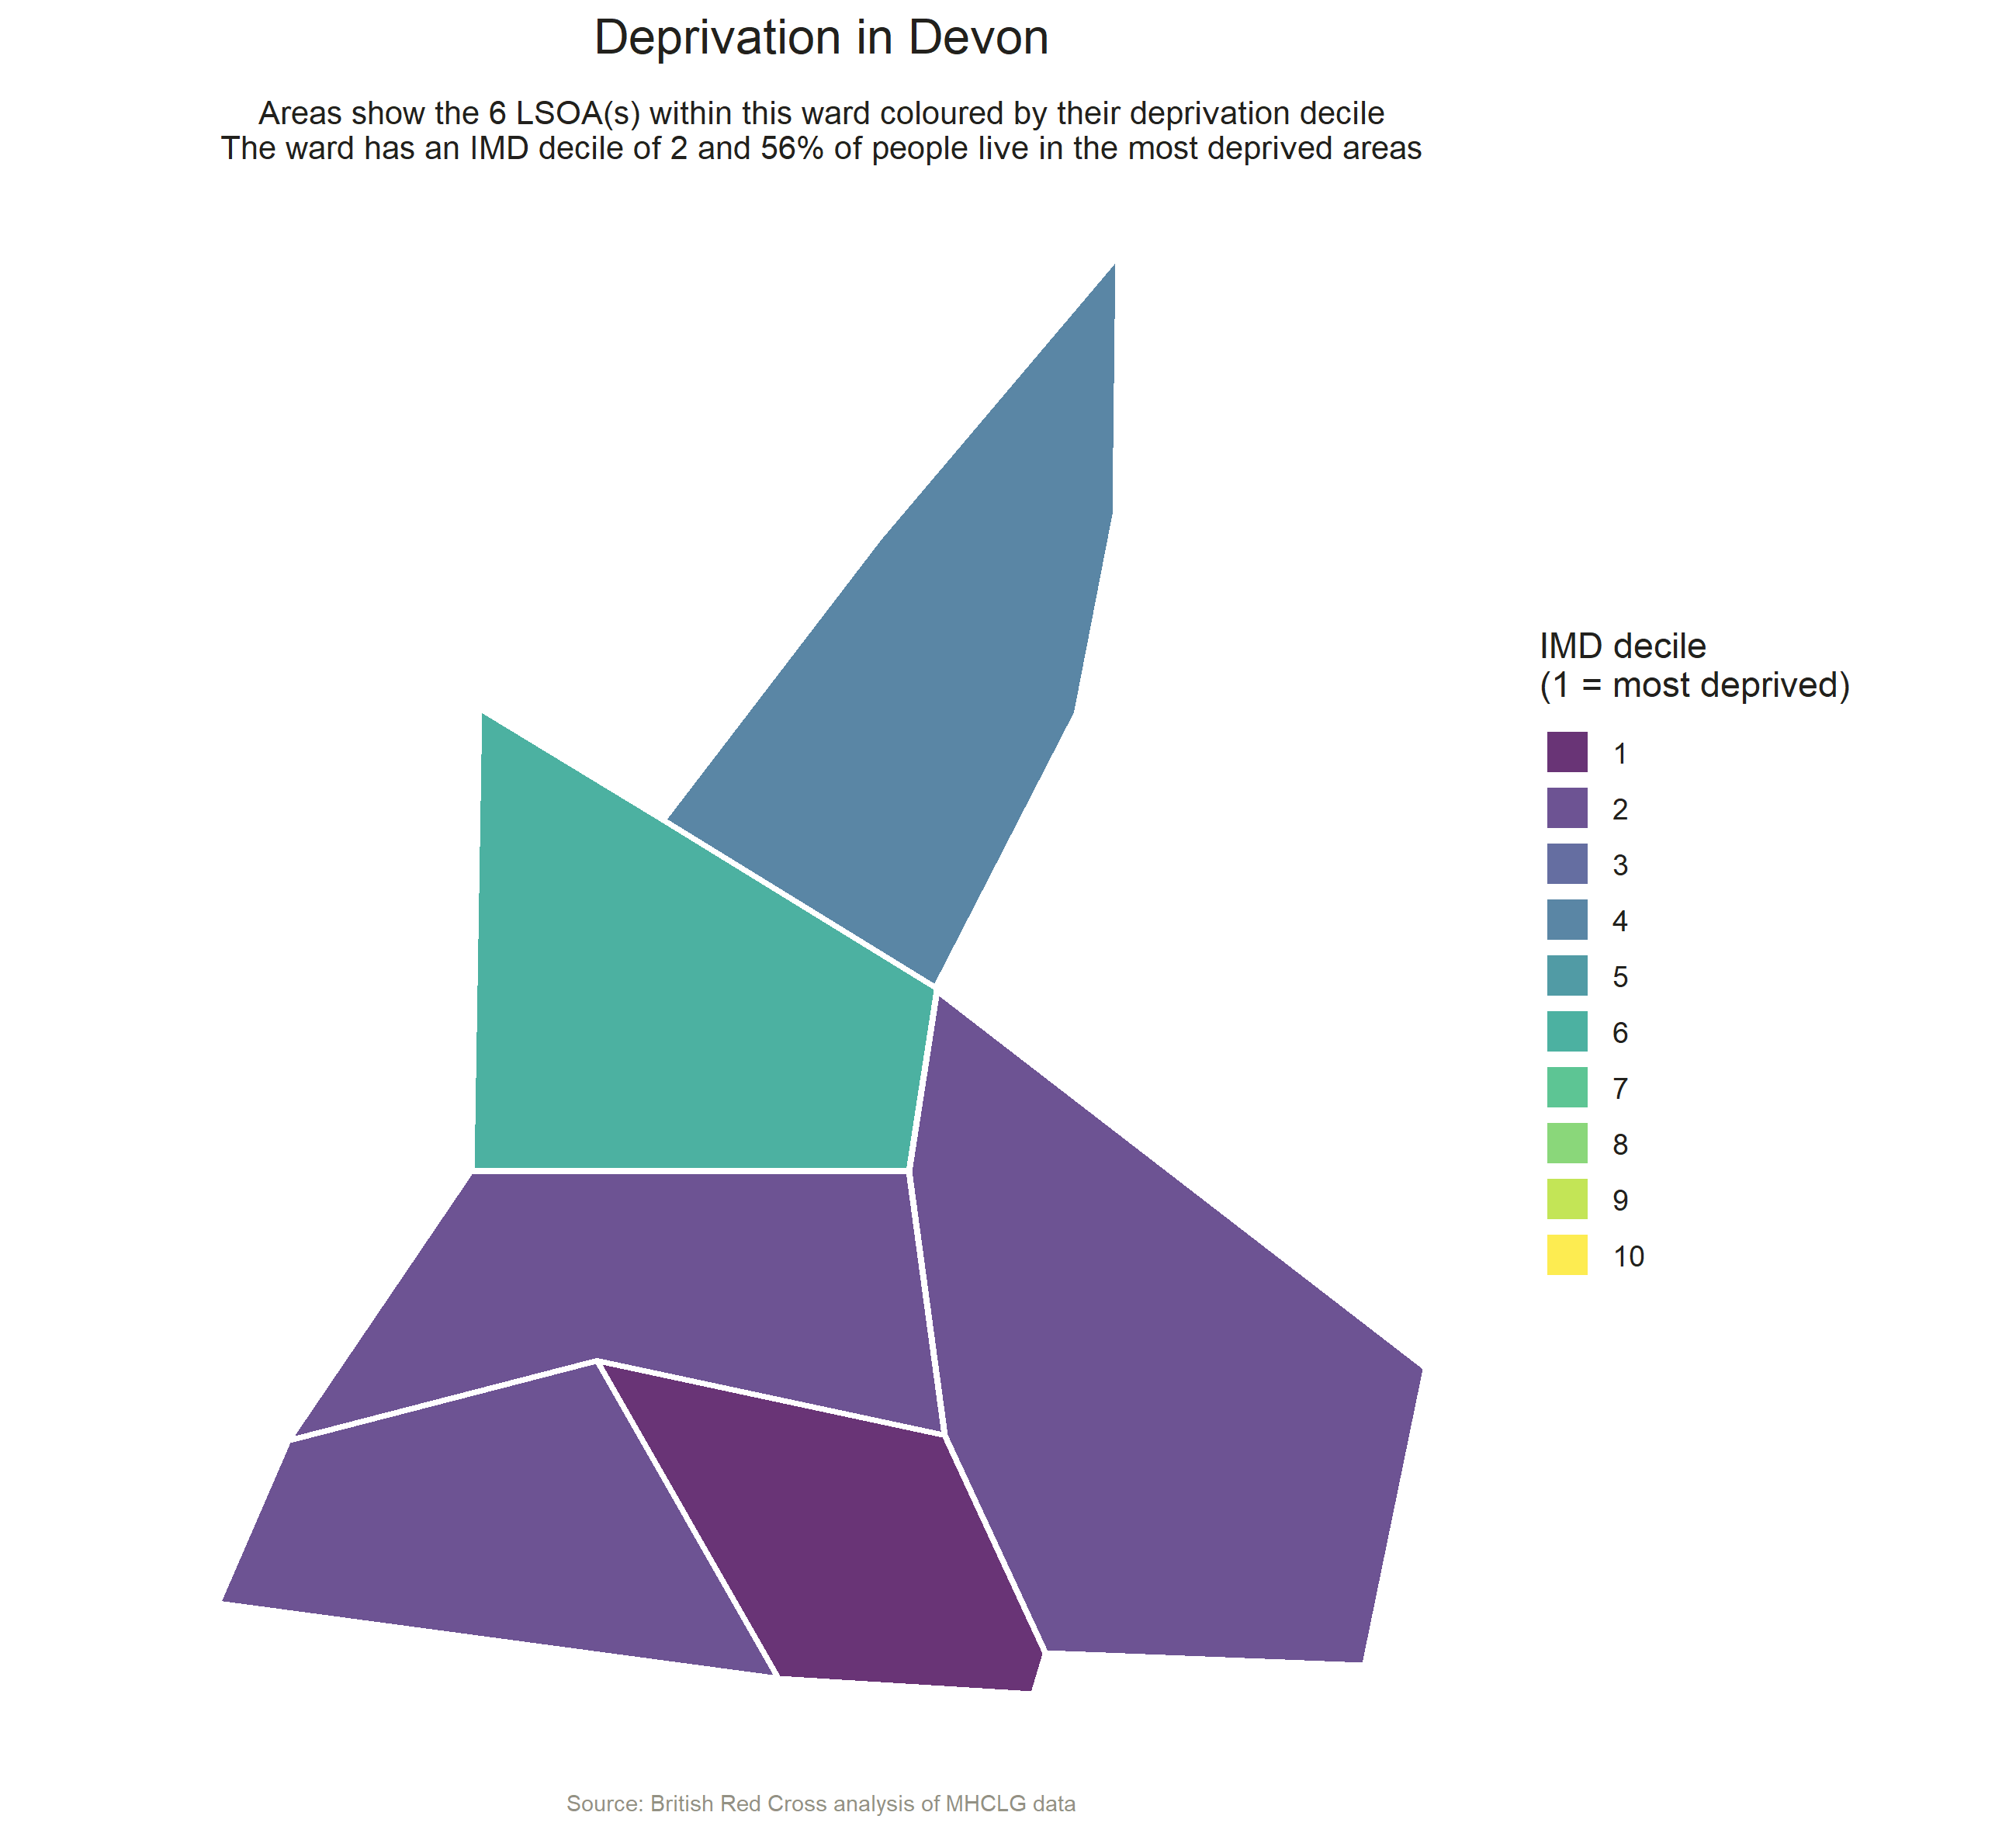 Deprivation in Devon
Areas show the 6 LSOA(s) within this ward coloured by their deprivation decile
The ward has an IMD decile of 2 and 56% of people live in the most deprived areas
IMD decile
(1 = most deprived)
1
2
3
4
5
6
7
8
9
10
Source: British Red Cross analysis of MHCLG data